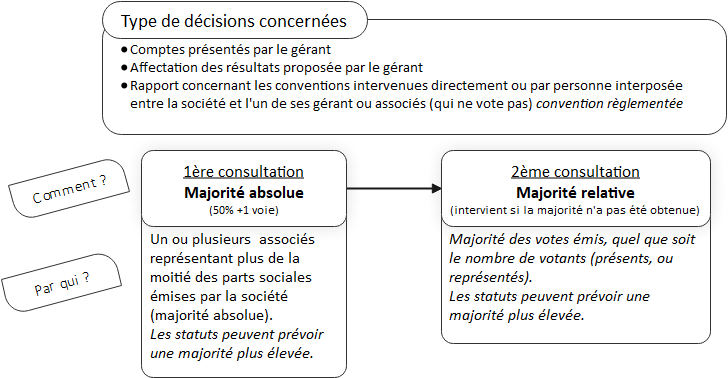 Type de décisions concernées
● Comptes présentés par le gérant
● Affectation des résultats proposée par le gérant
● Rapport concernant les conventions intervenues directement ou par personne interposée
entre la société et l'un de ses gérant ou associés (qui ne vote pas) convention règlementée
Comment ?
1ère consultation
Majorité absolue
(50% +1 voie)
2ème consultation
Majorité relative
(intervient si la majorité n'a pas été obtenue)
Par qui ?
Un ou plusieurs associés
représentant plus de la
moitié des parts sociales
émises par la société
(majorité absolue).
Les statuts peuvent prévoir
une majorité plus élevée.
Majorité des votes émis, quel que soit
le nombre de votants (présents, ou
représentés).
Les statuts peuvent prévoir une
majorité plus élevée.